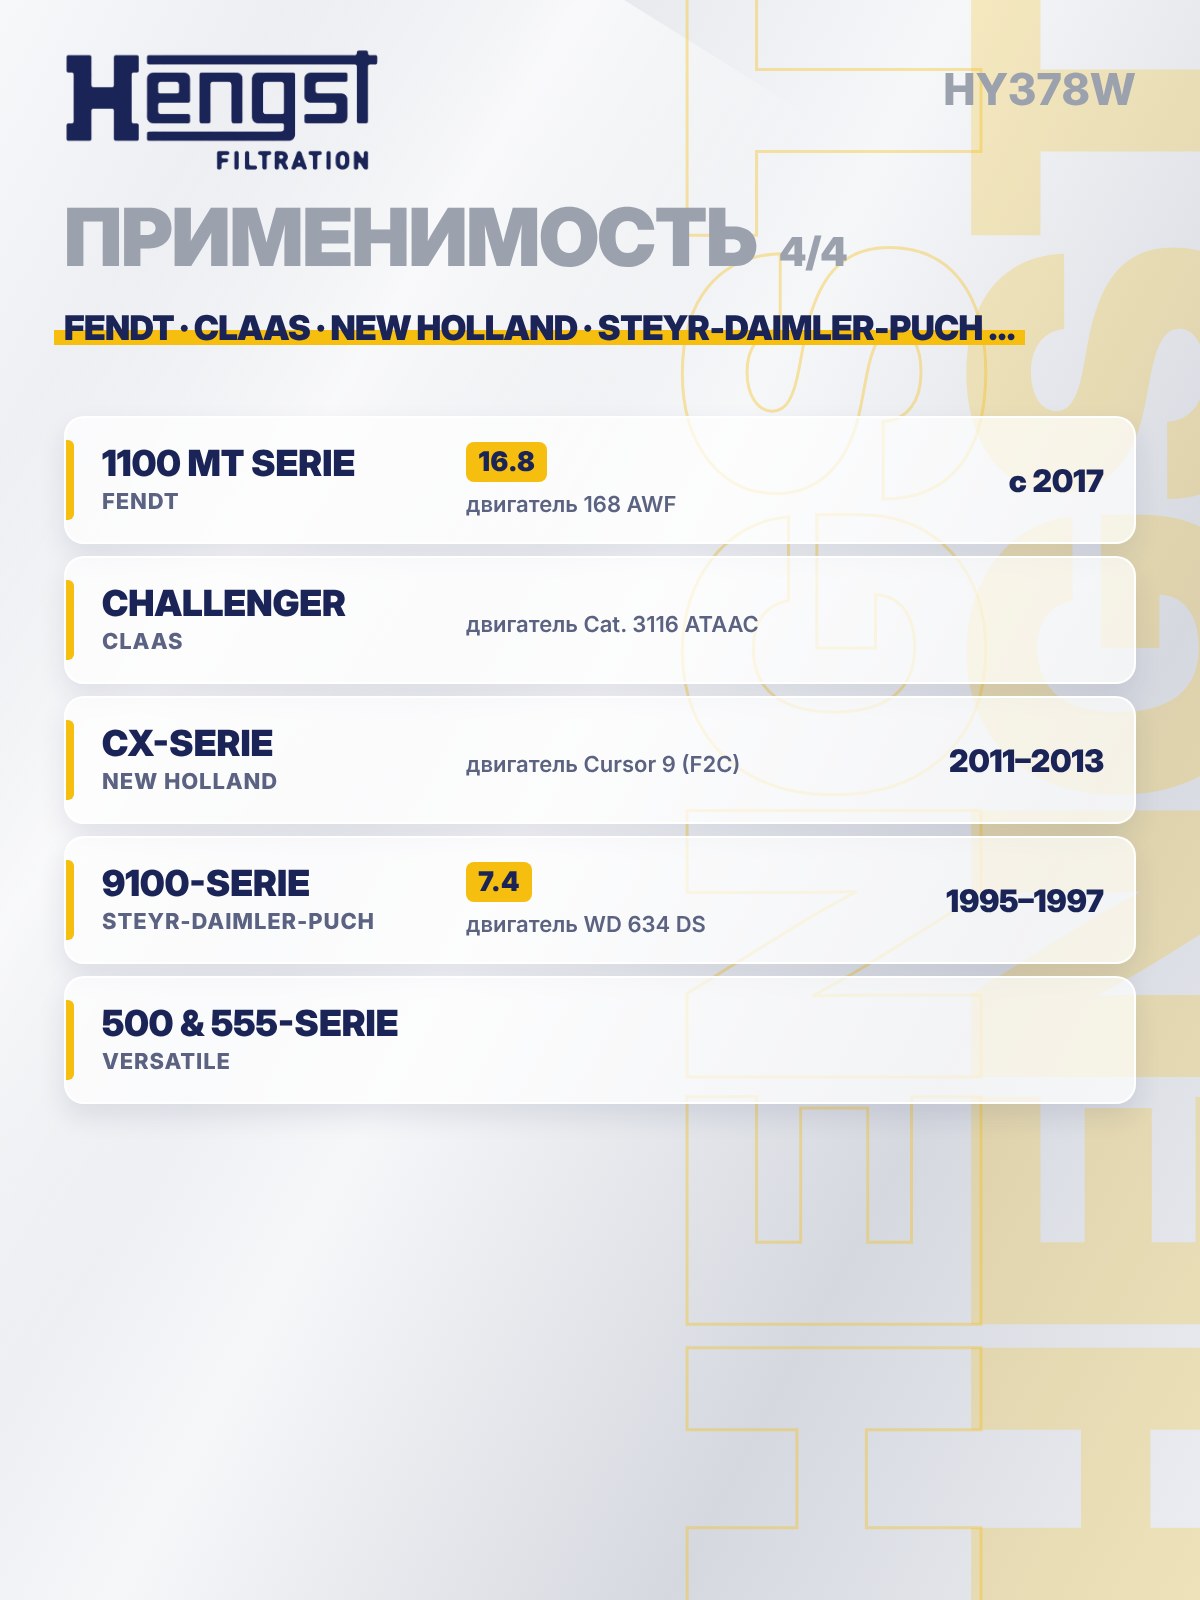 Hengst
FILTRATION
HY378W
ПРИМЕНИМОСТЬ 4/4
FENDT · CLAAS · NEW HOLLAND · STEYR-DAIMLER-PUCH ...
1100 MT SERIE
FENDT
16.8
двигатель 168 AWF
с 2017
CHALLENGER
CLAAS
двигатель Cat. 3116 ATAAC
CX-SERIE
NEW HOLLAND
двигатель Cursor 9 (F2C)
2011–2013
9100-SERIE
STEYR-DAIMLER-PUCH
7.4
двигатель WD 634 DS
1995–1997
500 & 555-SERIE
VERSATILE
HENGST
HENGST